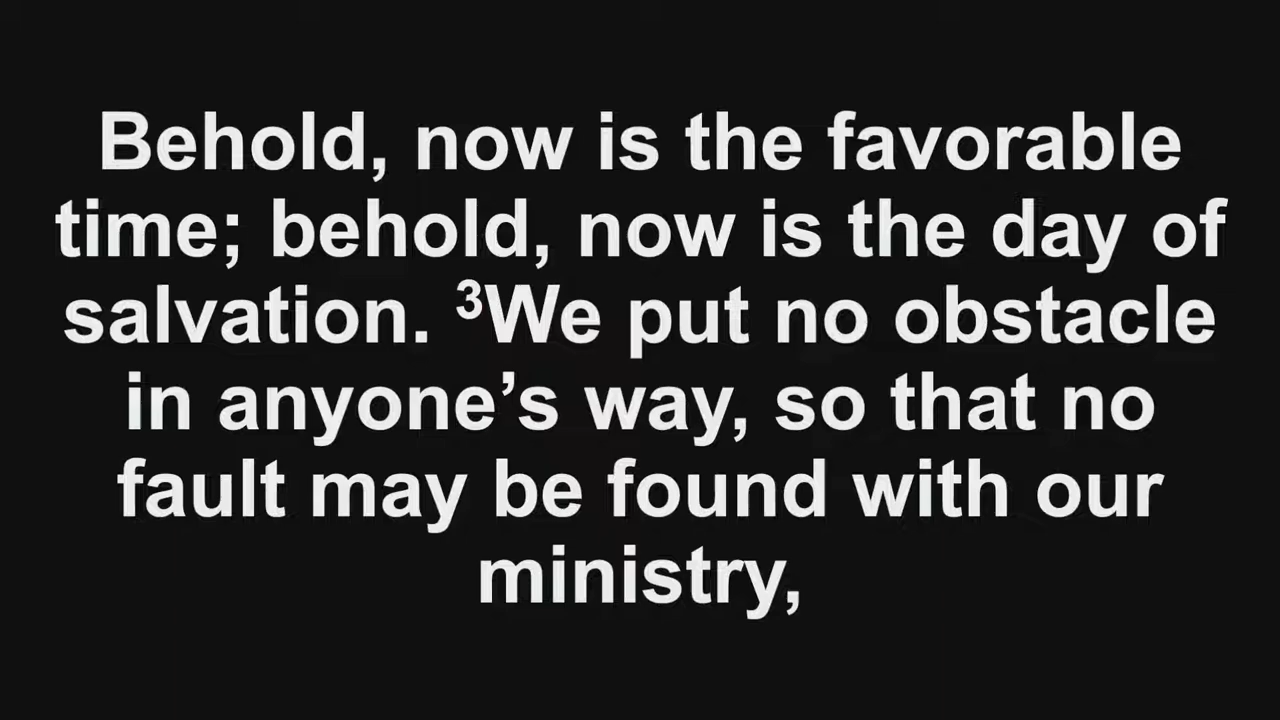 Behold, now is the favorable
time; behold, now is the day of
salvation. ³We put no obstacle
in anyone’s way, so that no
fault may be found with our
ministry,